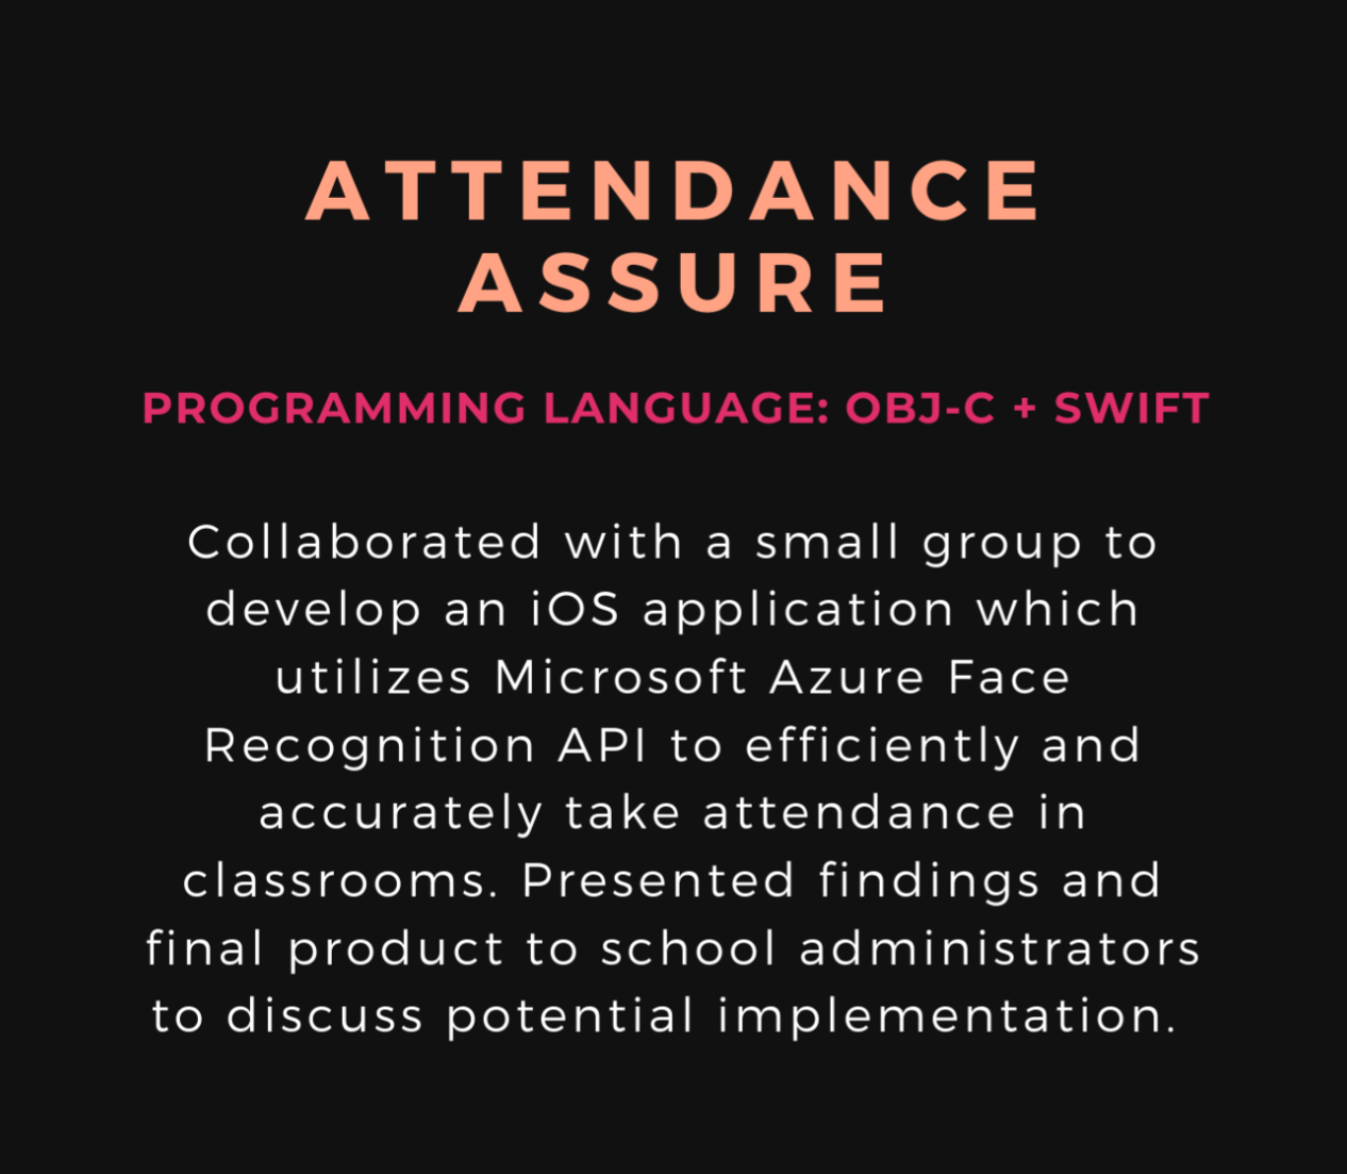 ATTENDANCE
ASSURE
PROGRAMMING LANGUAGE: OBJ-C + SWIFT
Collaborated with a small group to
develop an iOS application which
utilizes Microsoft Azure Face
Recognition API to efficiently and
accurately take attendance in
classrooms. Presented findings and
final product to school administrators
to discuss potential implementation.